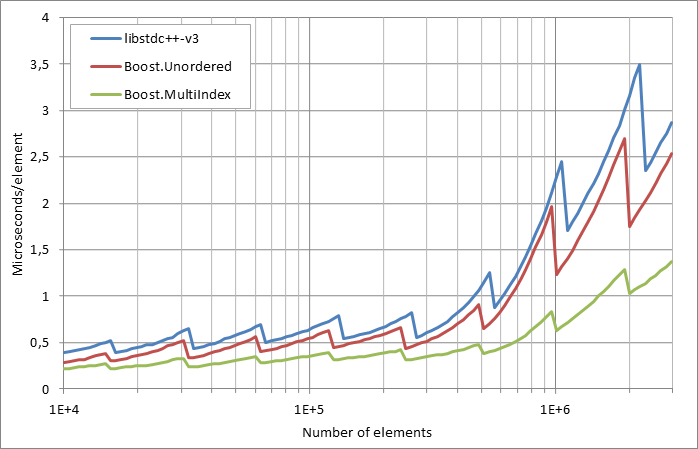 4
3,5
3
2,5
2
1,5
1
0,5
0
libstdc++-v3
Boost.Unordered
Boost.MultiIndex
Microseconds/element
1E+4
1E+5
1E+6
Number of elements